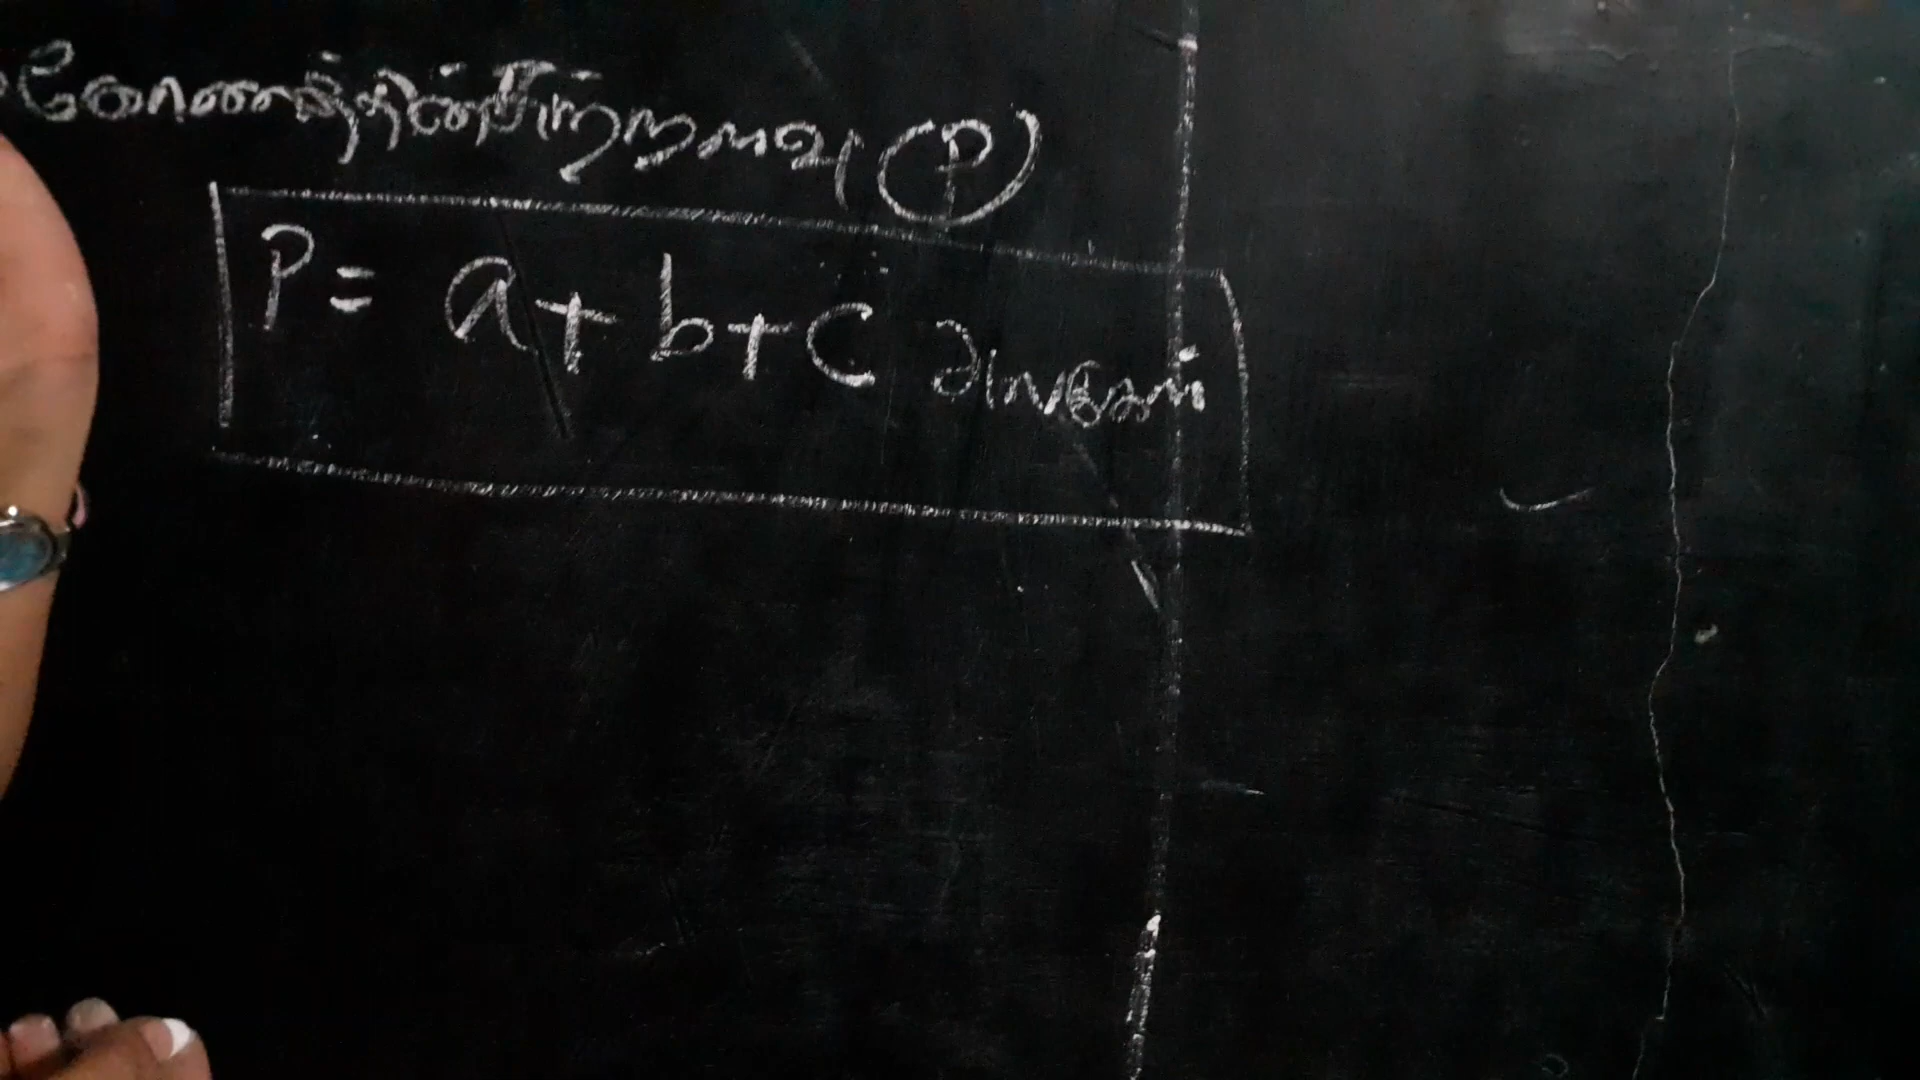 கோணத்தின் சுற்றளவு (P)
P = a + b + c அலகுகள்